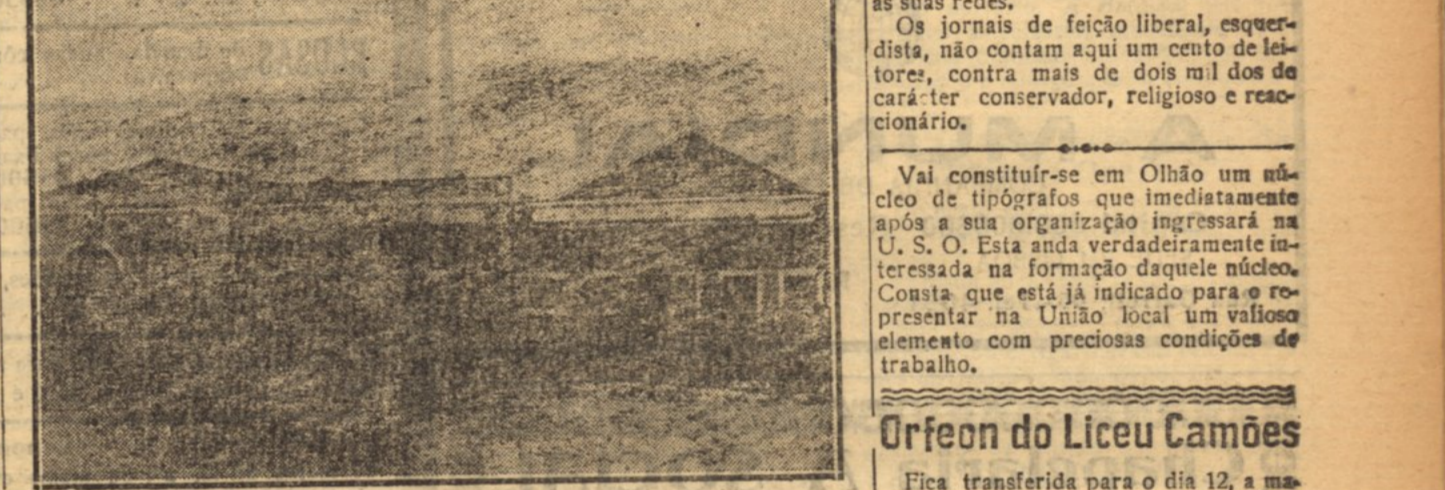 as suas redes.
Os jornais de feição liberal, esquer-
dista, não contam aqui um cento de lei-
tores, contra mais de dois mil dos de
carácter conservador, religioso e reac-
cionário.
Vai constituír-se em Olhão um nú-
cleo de tipógrafos que imediatamente
após a sua organização ingressará na
U. S. O. Esta anda verdadeiramente in-
teressada na formação daquele núcleo.
Consta que está já indicado para o re-
presentar na União local um valioso
elemento com preciosas condições de
trabalho.
Orfeon do Liceu Camões
Fica transferida para o dia 12, a ma-